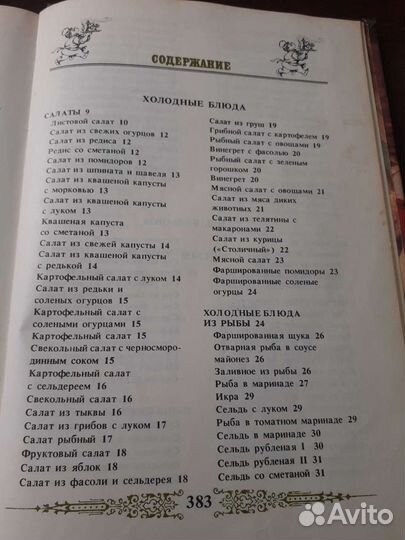 СОДЕРЖАНИЕ
ХОЛОДНЫЕ БЛЮДА
САЛАТЫ 9
Листовой салат 10
Салат из свежих огурцов 12
Салат из редиса 12
Редис со сметаной 12
Салат из помидоров 12
Салат из шпината и щавеля 13
Салат из квашеной капусты
с морковью 13
Салат из квашеной капусты
с луком 13
Квашеная капуста
со сметаной 13
Салат из свежей капусты 14
Салат из квашеной капусты
с редькой 14
Картофельный салат с луком 14
Салат из редьки и
соленых огурцов 15
Картофельный салат с
солеными огурцами 15
Картофельный салат 15
Свекольный салат с черносморо-
динным соком 15
Картофельный салат
с сельдереем 16
Свекольный салат 16
Салат из тыквы 16
Салат из грибов с луком 17
Салат рыбный 17
Фруктовый салат 18
Салат из яблок 18
Салат из фасоли и сельдерея 18
Салат из груш 19
Грибной салат с картофелем 19
Рыбный салат с овощами 19
Винегрет с фасолью 20
Рыбный салат с зеленым
горошком 20
Винегрет 20
Мясной салат с овощами 21
Салат из мяса диких
животных 21
Салат из телятины с
макаронами 22
Салат из курицы
(«Столичный») 22
Мясной салат 23
Фаршированные помидоры 23
Фаршированные соленые
огурцы 24
ХОЛОДНЫЕ БЛЮДА
ИЗ РЫБЫ 24
Фаршированная щука 26
Отварная рыба в соусе
майонез 26
Заливное из рыбы 26
Рыба в маринаде 27
Икра 29
Сельдь с луком 29
Рыба в томатном маринаде 29
Сельдь в маринаде 30
Сельдь рубленая I 30
Сельдь рубленая II 31
Сельдь со сметаной 31
383
Avito